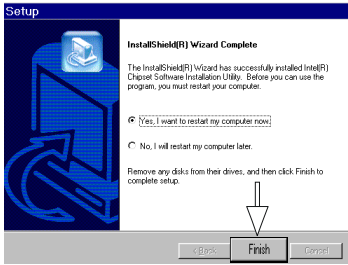 Setup
InstallShield(R) Wizard Complete
The InstallShield(R) Wizard has successfully installed Intel(R)
Chipset Software Installation Utility. Before you can use the
program, you must restart your computer.
Yes, I want to restart my computer now.
No, I will restart my computer later.
Remove any disks from their drives, and then click Finish to
complete setup.
< Back Finish Cancel